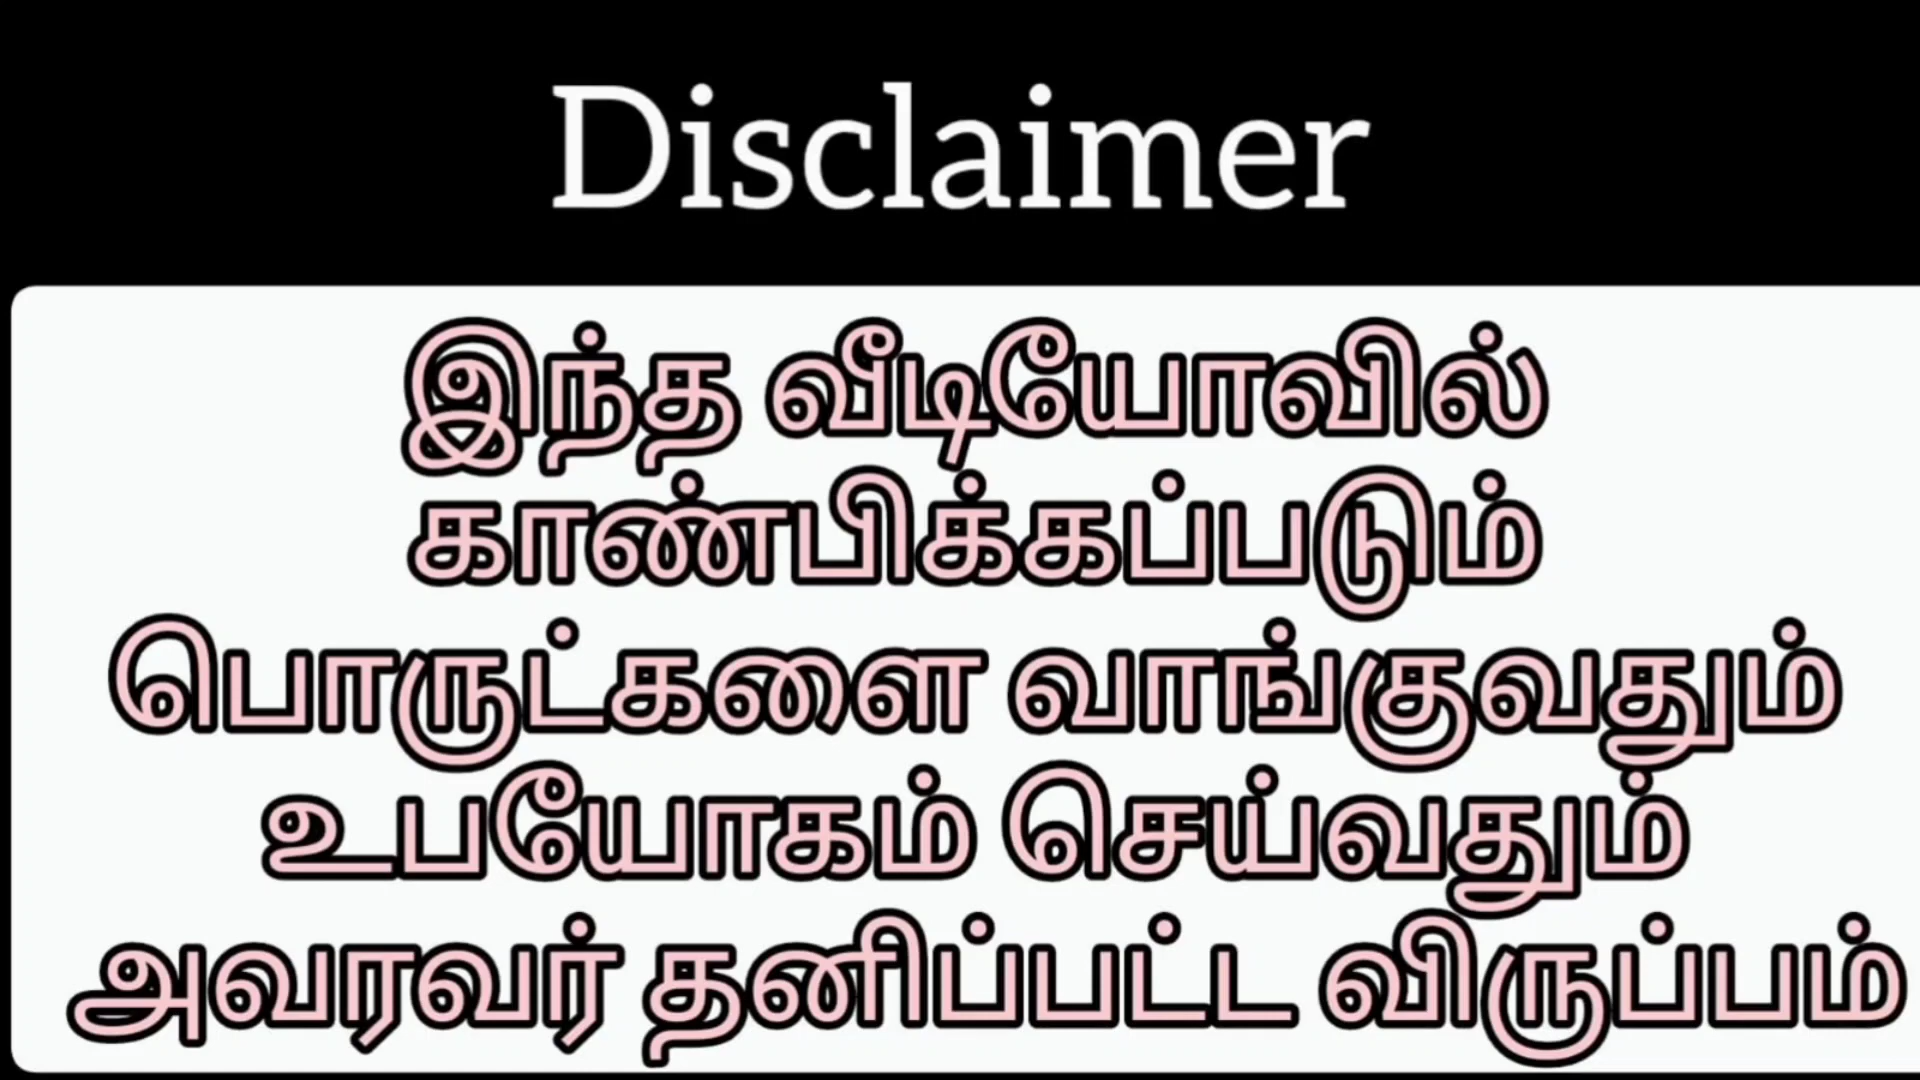 Disclaimer
இந்த வீடியோவில்
காண்பிக்கப்படும்
பொருட்களை வாங்குவதும்
உபயோகம் செய்வதும்
அவரவர் தனிப்பட்ட விருப்பம்